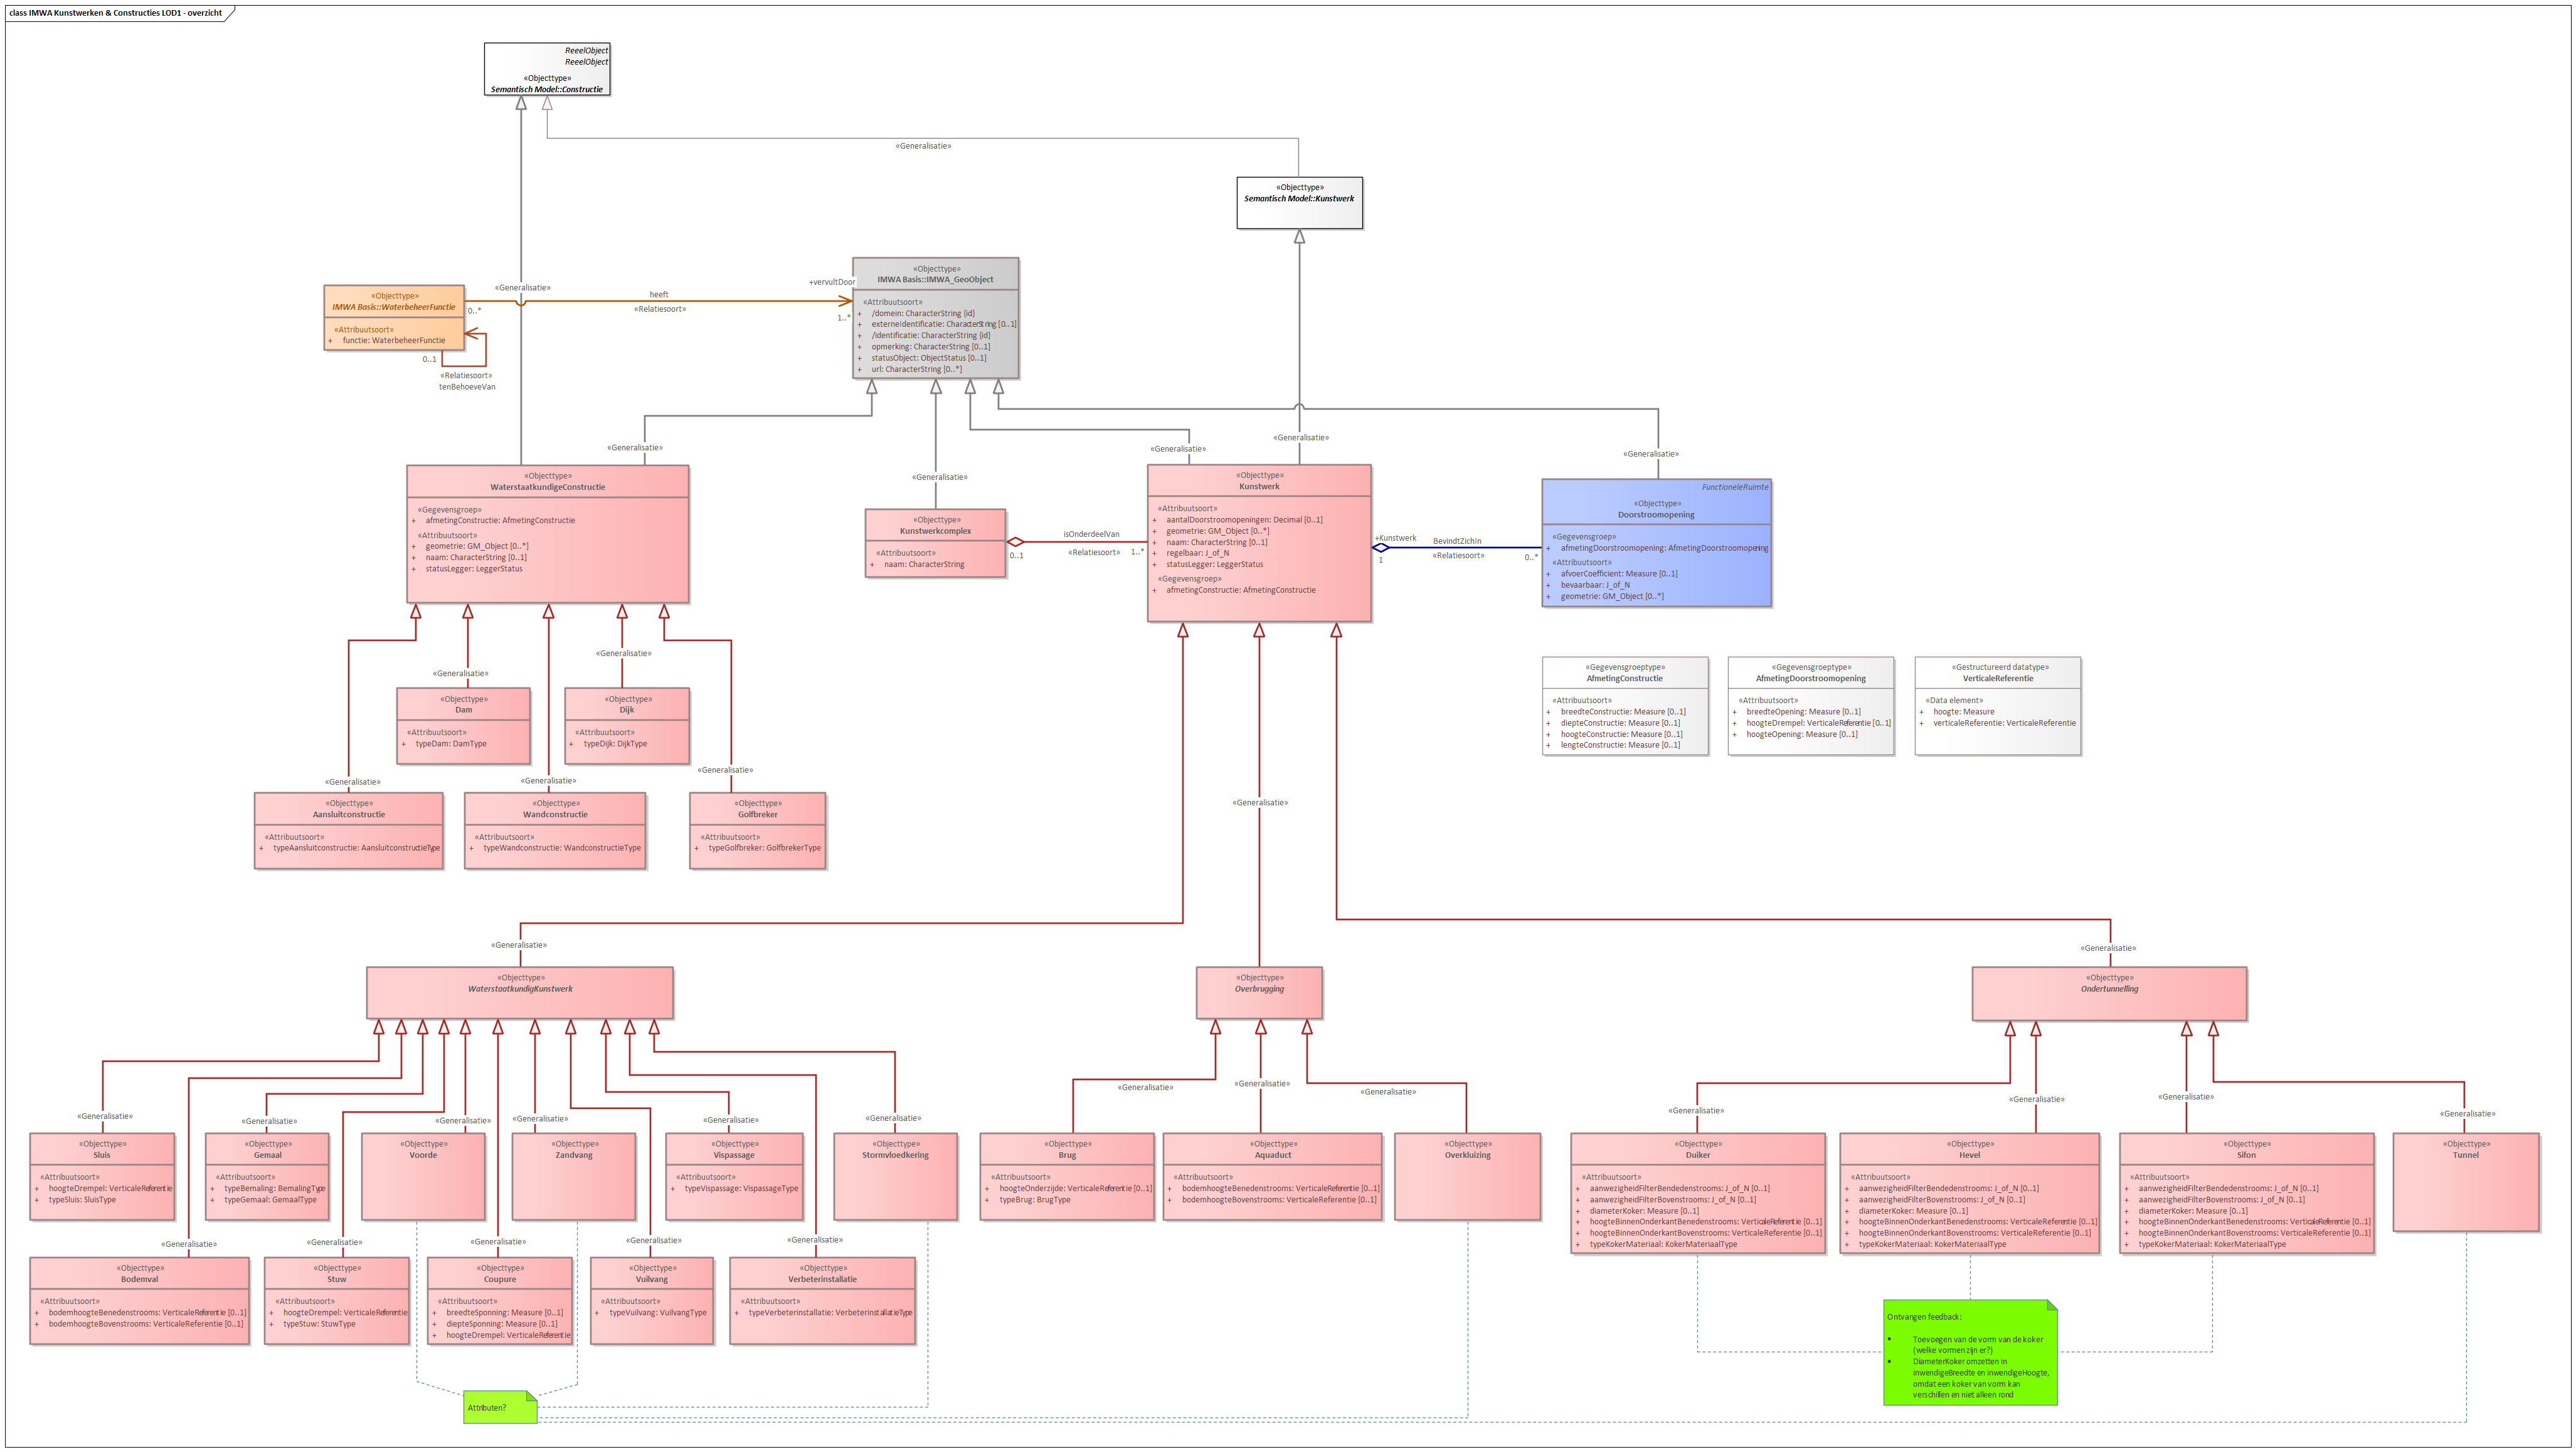 class IMWA Kunstwerken & Constructies LOD1 - overzicht
ReeelObject
ReeelObject
«Objecttype»
Semantisch Model::Constructie
«Generalisatie»
«Objecttype»
Semantisch Model::Kunstwerk
«Objecttype»
IMWA Basis::WaterbeheerFunctie
«Attribuutsoort»
+ functie: WaterbeheerFunctie
0..*
0..1
«Relatiesoort»
tenBehoeveVan
«Generalisatie»
heeft
«Relatiesoort»
+vervultDoor
1..*
«Objecttype»
IMWA Basis::IMWA_GeoObject
«Attribuutsoort»
+ /domein: CharacterString {id}
+ externeIdentificatie: CharacterString [0..1]
+ /identificatie: CharacterString {id}
+ opmerking: CharacterString [0..1]
+ statusObject: ObjectStatus [0..1]
+ url: CharacterString [0..*]
«Generalisatie»
«Generalisatie»
«Generalisatie»
«Generalisatie»
«Generalisatie»
«Objecttype»
WaterstaatkundigeConstructie
«Gegevensgroep»
+ afmetingConstructie: AfmetingConstructie
«Attribuutsoort»
+ geometrie: GM_Object [0..*]
+ naam: CharacterString [0..1]
+ statusLegger: LeggerStatus
«Objecttype»
Kunstwerkcomplex
«Attribuutsoort»
+ naam: CharacterString
0..1
isOnderdeelVan
«Relatiesoort»
1..*
«Objecttype»
Kunstwerk
«Attribuutsoort»
+ aantalDoorstroomopeningen: Decimal [0..1]
+ geometrie: GM_Object [0..*]
+ naam: CharacterString [0..1]
+ regelbaar: J_of_N
+ statusLegger: LeggerStatus
«Gegevensgroep»
+ afmetingConstructie: AfmetingConstructie
+Kunstwerk
1
BevindtZichIn
«Relatiesoort»
0..*
FunctioneleRuimte
«Objecttype»
Doorstroomopening
«Gegevensgroep»
+ afmetingDoorstroomopening: AfmetingDoorstroomopening
«Attribuutsoort»
+ afvoerCoefficient: Measure [0..1]
+ bevaarbaar: J_of_N
+ geometrie: GM_Object [0..*]
«Gegevensgroeptype»
AfmetingConstructie
«Attribuutsoort»
+ breedteConstructie: Measure [0..1]
+ diepteConstructie: Measure [0..1]
+ hoogteConstructie: Measure [0..1]
+ lengteConstructie: Measure [0..1]
«Gegevensgroeptype»
AfmetingDoorstroomopening
«Attribuutsoort»
+ breedteOpening: Measure [0..1]
+ hoogteDrempel: VerticaleReferentie [0..1]
+ hoogteOpening: Measure [0..1]
«Gestructureerd datatype»
VerticaleReferentie
«Data element»
+ hoogte: Measure
+ verticaleReferentie: VerticaleReferentie
«Generalisatie»
«Generalisatie»
«Objecttype»
Dam
«Attribuutsoort»
+ typeDam: DamType
«Objecttype»
Dijk
«Attribuutsoort»
+ typeDijk: DijkType
«Generalisatie»
«Generalisatie»
«Generalisatie»
«Objecttype»
Aansluitconstructie
«Attribuutsoort»
+ typeAansluitconstructie: AansluitconstructieType
«Objecttype»
Wandconstructie
«Attribuutsoort»
+ typeWandconstructie: WandconstructieType
«Objecttype»
Golfbreker
«Attribuutsoort»
+ typeGolfbreker: GolfbrekerType
«Generalisatie»
«Generalisatie»
«Generalisatie»
«Objecttype»
WaterstaatkundigKunstwerk
«Objecttype»
Overbrugging
«Objecttype»
Ondertunnelling
«Generalisatie»
«Generalisatie»
«Generalisatie»
«Generalisatie»
«Generalisatie»
«Generalisatie»
«Generalisatie»
«Generalisatie»
«Generalisatie»
«Generalisatie»
«Generalisatie»
«Generalisatie»
«Generalisatie»
«Objecttype»
Sluis
«Attribuutsoort»
+ hoogteDrempel: VerticaleReferentie
+ typeSluis: SluisType
«Objecttype»
Gemaal
«Attribuutsoort»
+ typeBemaling: BemalingType
+ typeGemaal: GemaalType
«Objecttype»
Voorde
«Objecttype»
Zandvang
«Objecttype»
Vispassage
«Attribuutsoort»
+ typeVispassage: VispassageType
«Objecttype»
Stormvloedkering
«Objecttype»
Brug
«Attribuutsoort»
+ hoogteOnderzijde: VerticaleReferentie [0..1]
+ typeBrug: BrugType
«Objecttype»
Aquaduct
«Attribuutsoort»
+ bodemhoogteBenedenstrooms: VerticaleReferentie [0..1]
+ bodemhoogteBovenstrooms: VerticaleReferentie [0..1]
«Objecttype»
Overkluizing
«Objecttype»
Duiker
«Attribuutsoort»
+ aanwezigheidFilterBendedenstrooms: J_of_N [0..1]
+ aanwezigheidFilterBovenstrooms: J_of_N [0..1]
+ diameterKoker: Measure [0..1]
+ hoogteBinnenOnderkantBenedenstrooms: VerticaleReferentie [0..1]
+ hoogteBinnenOnderkantBovenstrooms: VerticaleReferentie [0..1]
+ typeKokerMateriaal: KokerMateriaalType
«Objecttype»
Hevel
«Attribuutsoort»
+ aanwezigheidFilterBendedenstrooms: J_of_N [0..1]
+ aanwezigheidFilterBovenstrooms: J_of_N [0..1]
+ diameterKoker: Measure [0..1]
+ hoogteBinnenOnderkantBenedenstrooms: VerticaleReferentie [0..1]
+ hoogteBinnenOnderkantBovenstrooms: VerticaleReferentie [0..1]
+ typeKokerMateriaal: KokerMateriaalType
«Objecttype»
Sifon
«Attribuutsoort»
+ aanwezigheidFilterBendedenstrooms: J_of_N [0..1]
+ aanwezigheidFilterBovenstrooms: J_of_N [0..1]
+ diameterKoker: Measure [0..1]
+ hoogteBinnenOnderkantBenedenstrooms: VerticaleReferentie [0..1]
+ hoogteBinnenOnderkantBovenstrooms: VerticaleReferentie [0..1]
+ typeKokerMateriaal: KokerMateriaalType
«Objecttype»
Tunnel
«Generalisatie»
«Generalisatie»
«Generalisatie»
«Generalisatie»
«Generalisatie»
«Objecttype»
Bodemval
«Attribuutsoort»
+ bodemhoogteBenedenstrooms: VerticaleReferentie [0..1]
+ bodemhoogteBovenstrooms: VerticaleReferentie [0..1]
«Objecttype»
Stuw
«Attribuutsoort»
+ hoogteDrempel: VerticaleReferentie
+ typeStuw: StuwType
«Objecttype»
Coupure
«Attribuutsoort»
+ breedteSponning: Measure [0..1]
+ diepteSponning: Measure [0..1]
+ hoogteDrempel: VerticaleReferentie
«Objecttype»
Vuilvang
«Attribuutsoort»
+ typeVuilvang: VuilvangType
«Objecttype»
Verbeterinstallatie
«Attribuutsoort»
+ typeVerbeterinstallatie: VerbeterinstallatieType
Ontvangen feedback:
• Toevoegen van de vorm van de koker
(welke vormen zijn er?)
• DiameterKoker omzetten in
inwendigeBreedte en inwendigeHoogte,
omdat een koker van vorm kan
verschillen en niet alleen rond
Attributen?